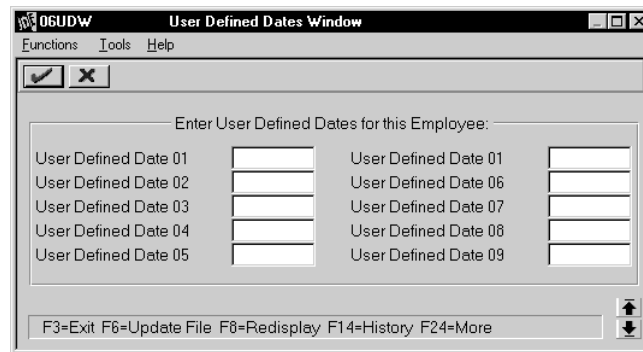 06UDW User Defined Dates Window
Functions Tools Help
Enter User Defined Dates for this Employee:
User Defined Date 01 User Defined Date 01
User Defined Date 02 User Defined Date 06
User Defined Date 03 User Defined Date 07
User Defined Date 04 User Defined Date 08
User Defined Date 05 User Defined Date 09
F3=Exit F6=Update File F8=Redisplay F14=History F24=More